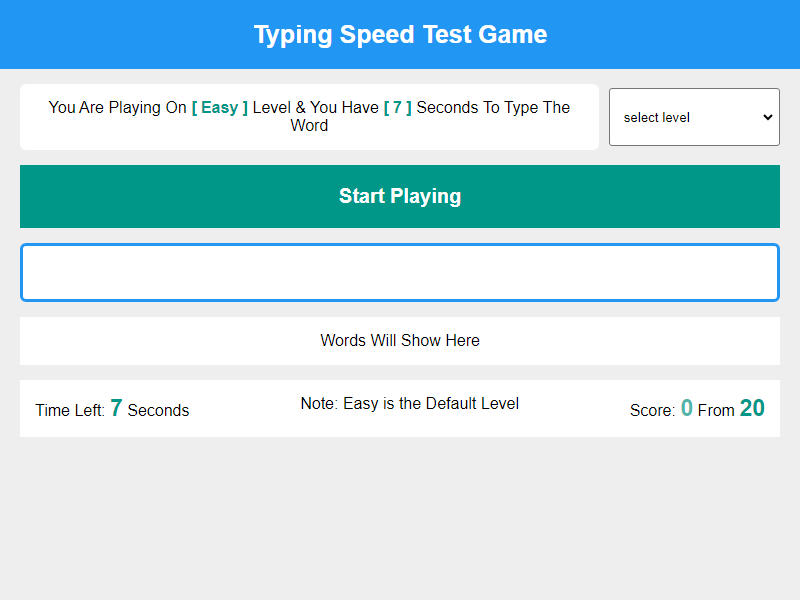 Typing Speed Test Game
You Are Playing On [ Easy ] Level & You Have [ 7 ] Seconds To Type The
Word
select level
Start Playing
Words Will Show Here
Time Left: 7 Seconds
Note: Easy is the Default Level
Score: 0 From 20